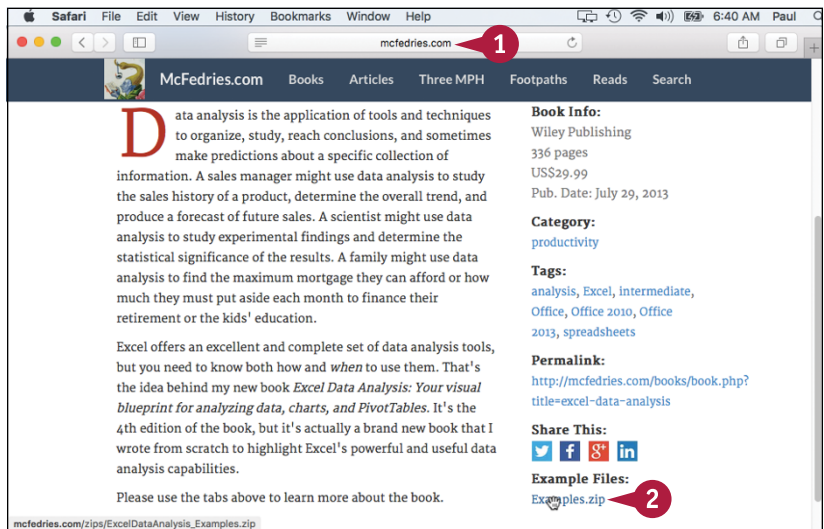 Safari File Edit View History Bookmarks Window Help 6:40 AM Paul
mcfedries.com
1
McFedries.com Books Articles Three MPH Footpaths Reads Search
Data analysis is the application of tools and techniques
to organize, study, reach conclusions, and sometimes
make predictions about a specific collection of
information. A sales manager might use data analysis to study
the sales history of a product, determine the overall trend, and
produce a forecast of future sales. A scientist might use data
analysis to study experimental findings and determine the
statistical significance of the results. A family might use data
analysis to find the maximum mortgage they can afford or how
much they must put aside each month to finance their
retirement or the kids' education.
Excel offers an excellent and complete set of data analysis tools,
but you need to know both how and when to use them. That's
the idea behind my new book Excel Data Analysis: Your visual
blueprint for analyzing data, charts, and PivotTables. It's the
4th edition of the book, but it's actually a brand new book that I
wrote from scratch to highlight Excel's powerful and useful data
analysis capabilities.
Please use the tabs above to learn more about the book.
Book Info:
Wiley Publishing
336 pages
US$29.99
Pub. Date: July 29, 2013
Category:
productivity
Tags:
analysis, Excel, intermediate,
Office, Office 2010, Office
2013, spreadsheets
Permalink:
http://mcfedries.com/books/book.php?
title=excel-data-analysis
Share This:
f g+ in
Example Files:
Examples.zip
2
mcfedries.com/zips/ExcelDataAnalysis_Examples.zip